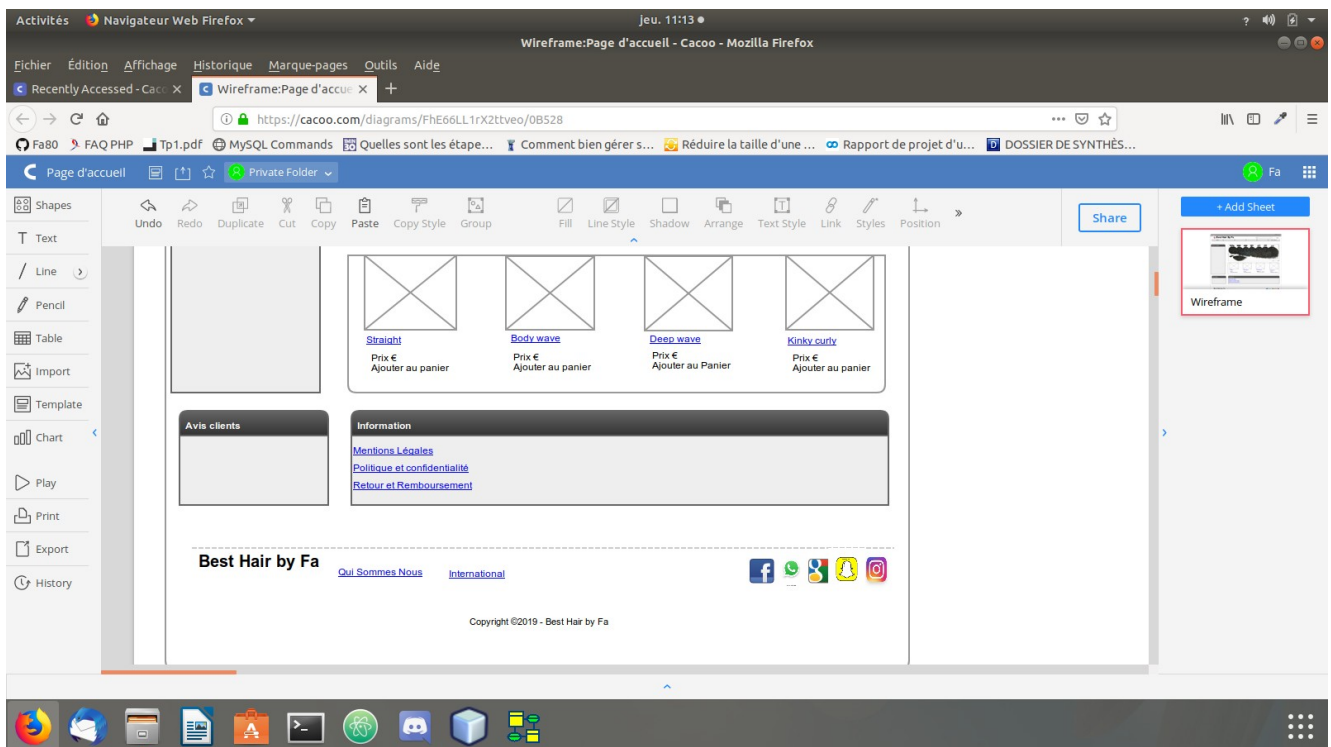 Activités Navigateur Web Firefox jeu. 11:13
Wireframe:Page d'accueil - Cacoo - Mozilla Firefox
Fichier Édition Affichage Historique Marque-pages Outils Aide
Recently Accessed - Caco Wireframe:Page d'accue
https://cacoo.com/diagrams/FhE66LL1rX2ttveo/0B528
Fa80 FAQ PHP Tp1.pdf MySQL Commands Quelles sont les étape... Comment bien gérer s... Réduire la taille d'une ... Rapport de projet d'u... DOSSIER DE SYNTHÈS...
Page d'accueil Private Folder Fa
Shapes
Undo Redo Duplicate Cut Copy Paste Copy Style Group Fill Line Style Shadow Arrange Text Style Link Styles Position
Share
+ Add Sheet
Text
Line
Pencil
Table
Import
Template
Chart
Play
Print
Export
History
Wireframe
Straight Body wave Deep wave Kinky curly
Prix € Prix € Prix € Prix €
Ajouter au panier Ajouter au panier Ajouter au Panier Ajouter au panier
Avis clients Information
Mentions Légales
Politique et confidentialité
Retour et Remboursement
Best Hair by Fa Qui Sommes Nous International
Copyright ©2019 - Best Hair by Fa